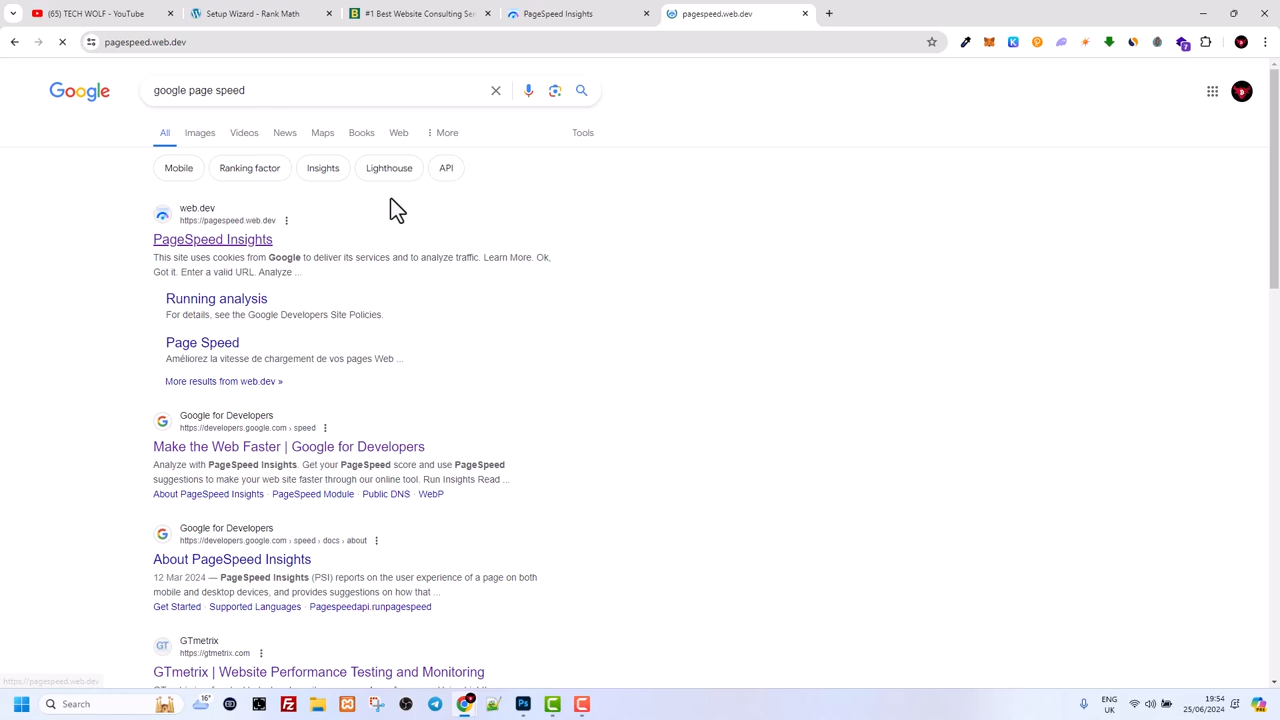 (65) TECH WOLF - YouTube
Setup Wizard - Rank Math
#1 Best Website Consulting Ser
PageSpeed Insights
pagespeed.web.dev
pagespeed.web.dev
7
Google
google page speed
All
Images
Videos
News
Maps
Books
Web
More
Tools
Mobile
Ranking factor
Insights
Lighthouse
API
web.dev
https://pagespeed.web.dev
PageSpeed Insights
This site uses cookies from Google to deliver its services and to analyze traffic. Learn More. Ok,
Got it. Enter a valid URL. Analyze ...
Running analysis
For details, see the Google Developers Site Policies.
Page Speed
Améliorez la vitesse de chargement de vos pages Web ...
More results from web.dev »
Google for Developers
https://developers.google.com › speed
Make the Web Faster | Google for Developers
Analyze with PageSpeed Insights. Get your PageSpeed score and use PageSpeed
suggestions to make your web site faster through our online tool. Run Insights Read ...
About PageSpeed Insights · PageSpeed Module · Public DNS · WebP
Google for Developers
https://developers.google.com › speed › docs › about
About PageSpeed Insights
12 Mar 2024 — PageSpeed Insights (PSI) reports on the user experience of a page on both
mobile and desktop devices, and provides suggestions on how that ...
Get Started · Supported Languages · Pagespeedapi.runpagespeed
GT
GTmetrix
https://gtmetrix.com
GTmetrix | Website Performance Testing and Monitoring
https://pagespeed.web.dev
Search
16°
ENG
UK
19:54
25/06/2024